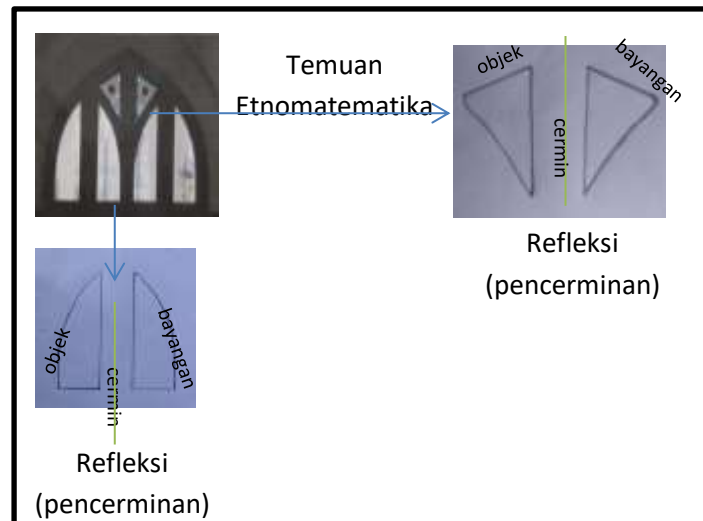 Temuan
Etnomatematika
objek
bayangan
cermin
Refleksi
(pencerminan)
objek
bayangan
cermin
Refleksi
(pencerminan)